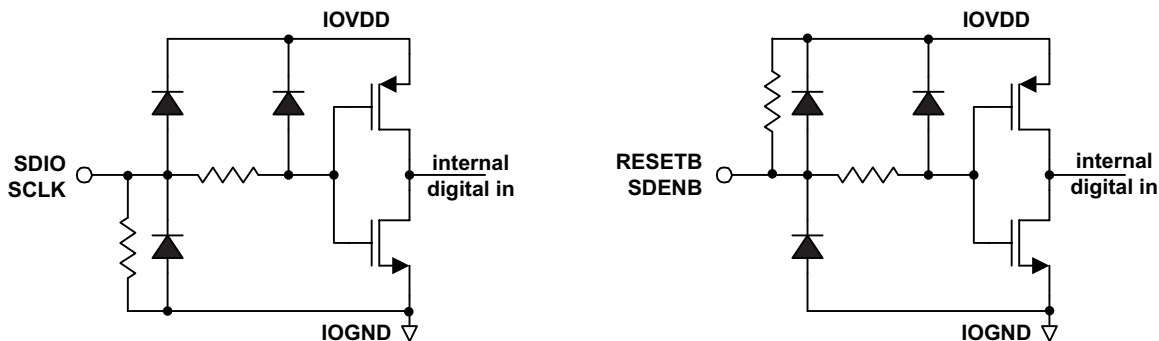 IOVDD
SDIO
SCLK
internal
digital in
IOGND
IOVDD
RESETB
SDENB
internal
digital in
IOGND